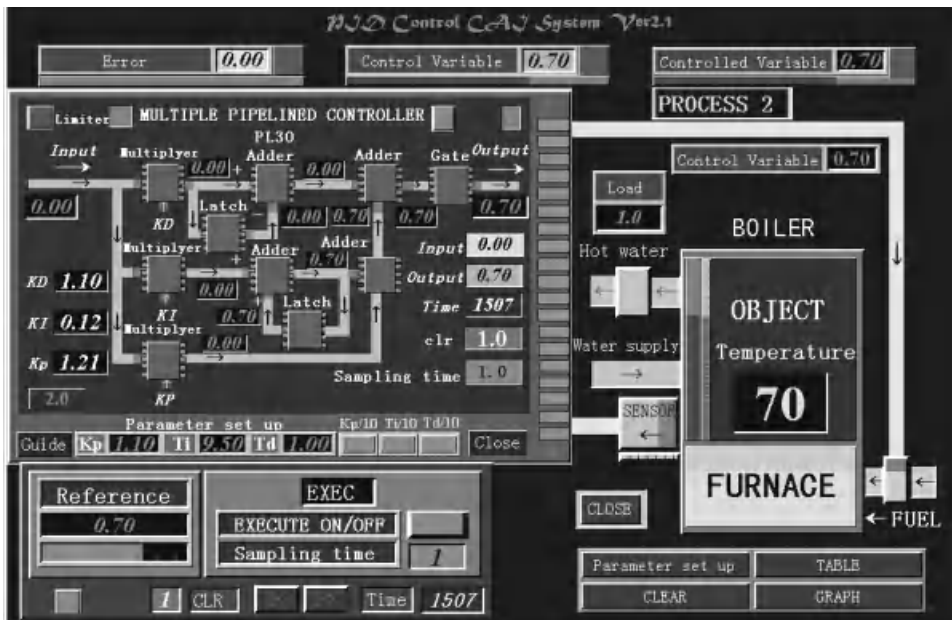 PID Control CAI System Ver2.1
Error 0.00
Control Variable 0.70
Controlled Variable 0.70
PROCESS 2
Limiter MULTIPLE PIPELINED CONTROLLER
PL30
Input Multiplyer 0.00 + Adder 0.00 Adder Gate Output
Control Variable 0.70
0.00 Latch - 0.00 0.70 0.70 0.70
Load
1.0
KD
BOILER
Multiplyer + Adder 0.70 Adder Input 0.00
Hot water
KD 1.10 0.00 Output 0.70
KI Latch Time 1507
OBJECT
KI 0.12 Multiplyer 0.70
0.00 clr 1.0
Water supply
Temperature
Kp 1.21 Sampling time 1.0
2.0 KP
70
SENSOR
Parameter set up Kp/10 Ti/10 Td/10
Guide Kp 1.10 Ti 9.50 Td 1.00 Close
FURNACE
FUEL
Reference
0.70
EXEC
EXECUTE ON/OFF
Sampling time 1
CLOSE
Parameter set up TABLE
CLEAR GRAPH
1 CLR Time 1507